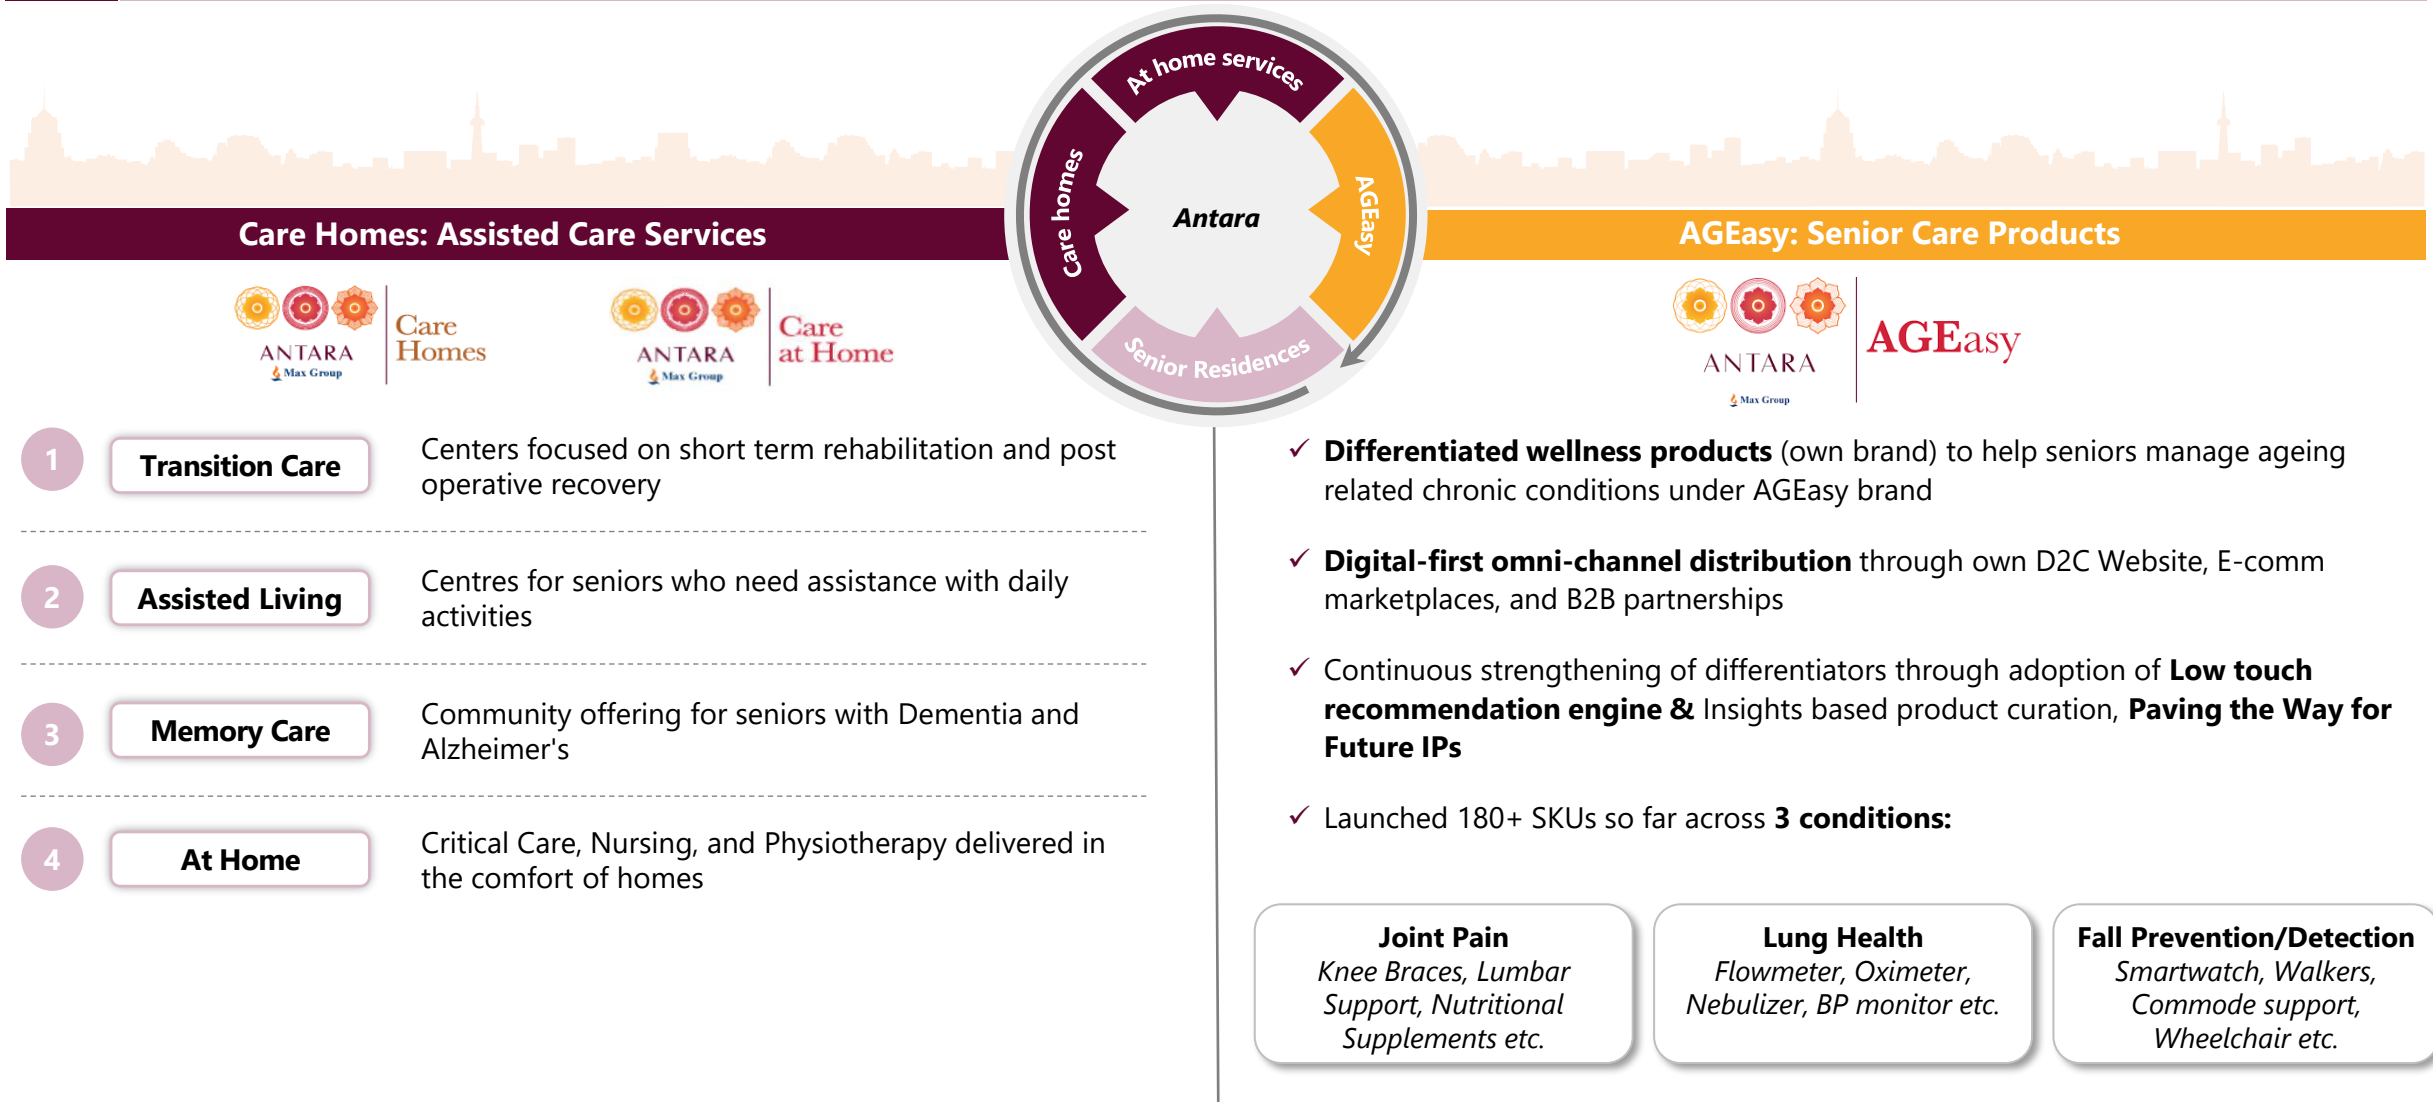 At home services
Care homes
Antara
AGEasy
Senior Residences
Care Homes: Assisted Care Services
ANTARA
Max Group
Care
Homes
ANTARA
Max Group
Care
at Home
1
Transition Care
Centers focused on short term rehabilitation and post
operative recovery
2
Assisted Living
Centres for seniors who need assistance with daily
activities
3
Memory Care
Community offering for seniors with Dementia and
Alzheimer's
4
At Home
Critical Care, Nursing, and Physiotherapy delivered in
the comfort of homes
AGEasy: Senior Care Products
ANTARA
Max Group
AGEasy
✓ Differentiated wellness products (own brand) to help seniors manage ageing
related chronic conditions under AGEasy brand
✓ Digital-first omni-channel distribution through own D2C Website, E-comm
marketplaces, and B2B partnerships
✓ Continuous strengthening of differentiators through adoption of Low touch
recommendation engine & Insights based product curation, Paving the Way for
Future IPs
✓ Launched 180+ SKUs so far across 3 conditions:
Joint Pain
Knee Braces, Lumbar
Support, Nutritional
Supplements etc.
Lung Health
Flowmeter, Oximeter,
Nebulizer, BP monitor etc.
Fall Prevention/Detection
Smartwatch, Walkers,
Commode support,
Wheelchair etc.